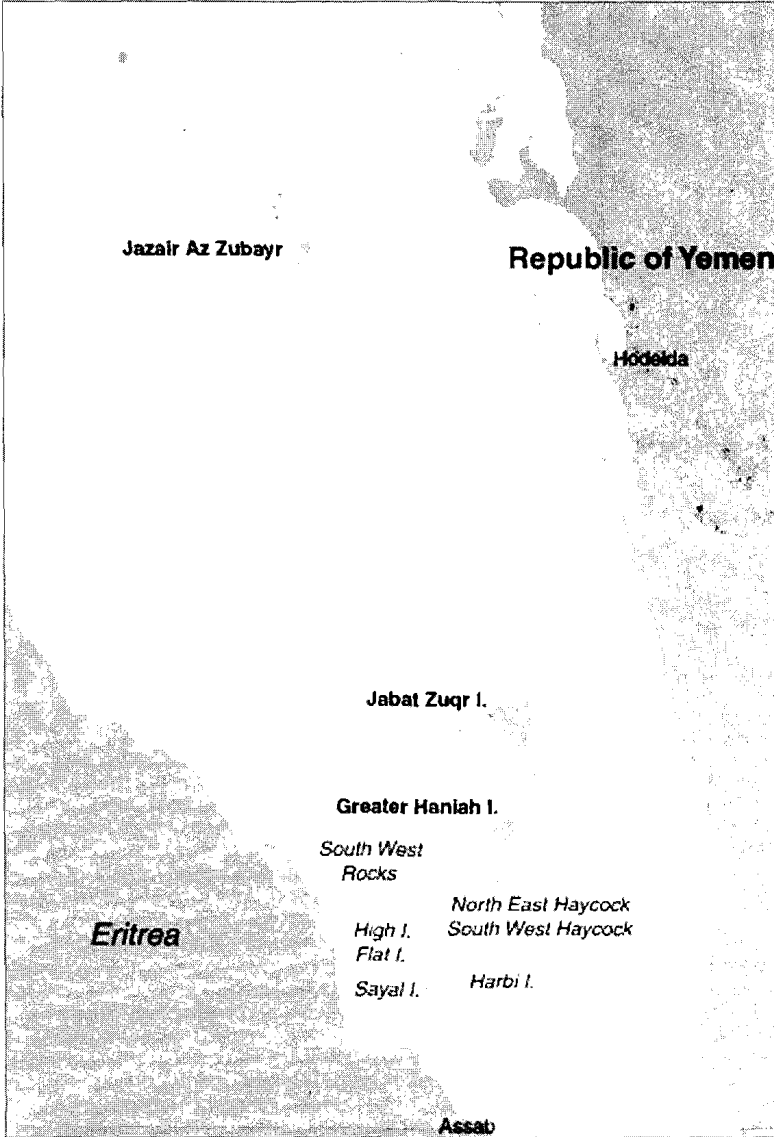 Jazair Az Zubayr
Republic of Yemen
Hodeida
Jabat Zuqr I.
Greater Haniah I.
South West
Rocks
North East Haycock
High I.
South West Haycock
Eritrea
Flat I.
Harbi I.
Sayal I.
Assab